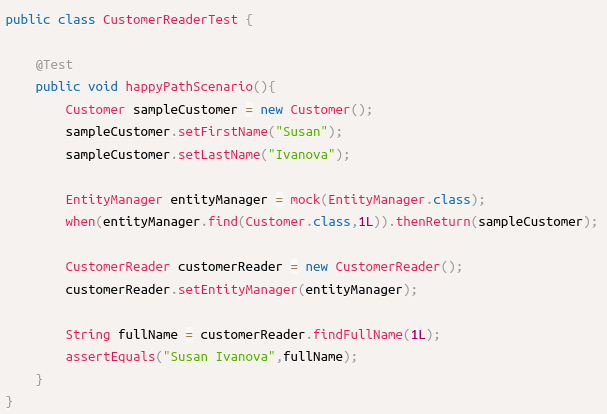 public class CustomerReaderTest {
@Test
public void happyPathScenario(){
Customer sampleCustomer = new Customer();
sampleCustomer.setFirstName("Susan");
sampleCustomer.setLastName("Ivanova");
EntityManager entityManager = mock(EntityManager.class);
when(entityManager.find(Customer.class,1L)).thenReturn(sampleCustomer);
CustomerReader customerReader = new CustomerReader();
customerReader.setEntityManager(entityManager);
String fullName = customerReader.findFullName(1L);
assertEquals("Susan Ivanova",fullName);
}
}